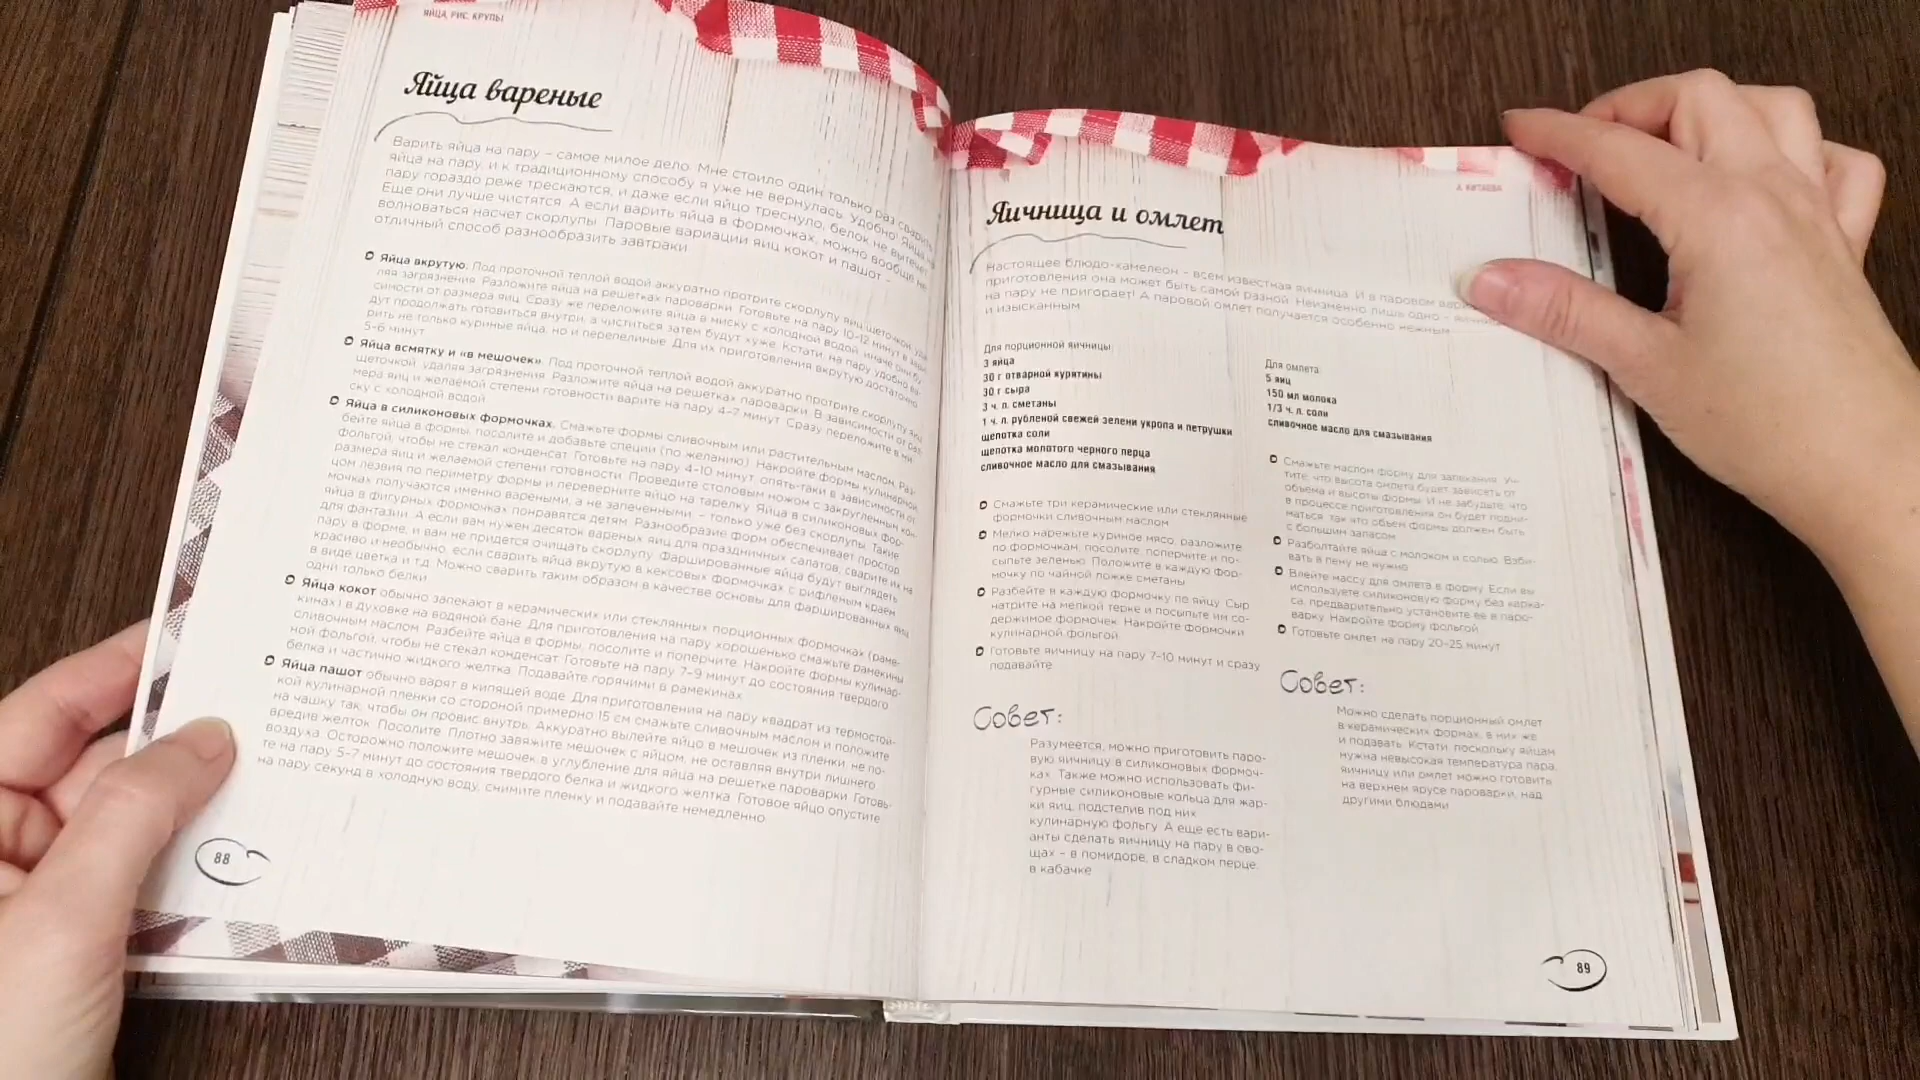 ЯЙЦА, РИС, КРУПЫ
Яйца вареные
Варить яйца на пару – самое милое дело. Мне стоило один только раз сварить
яйца на пару, и к традиционному способу я уже не вернулась. Удобно! Яйца на
пару гораздо реже трескаются, и даже если яйцо треснуло, белок не вытечет.
Еще они лучше чистятся. А если варить яйца в формочках, можно вообще не
волноваться насчет скорлупы. Паровые вариации яиц кокот и пашот –
отличный способ разнообразить завтраки.
Яйца вкрутую. Под проточной теплой водой аккуратно протрите скорлупу яиц щеточкой, уда-
ляя загрязнения. Разложите яйца на решетках пароварки. Готовьте на пару 10–12 минут в зави-
симости от размера яиц. Сразу же переложите яйца в миску с холодной водой, иначе они бу-
дут продолжать готовиться внутри, а чиститься затем будут хуже. Кстати, на пару удобно ва-
рить не только куриные яйца, но и перепелиные. Для их приготовления вкрутую достаточно
5–6 минут.
Яйца всмятку и «в мешочек». Под проточной теплой водой аккуратно протрите скорлупу яиц
щеточкой, удаляя загрязнения. Разложите яйца на решетках пароварки. В зависимости от раз-
мера яиц и желаемой степени готовности варите на пару 4–7 минут. Сразу переложите в ми-
ску с холодной водой.
Яйца в силиконовых формочках. Смажьте формы сливочным или растительным маслом. Раз-
бейте яйца в формы, посолите и добавьте специи (по желанию). Накройте формы кулинарной
фольгой, чтобы не стекал конденсат. Готовьте на пару 4–10 минут, опять-таки в зависимости от
размера яиц и желаемой степени готовности. Проведите столовым ножом с закругленным кон-
цом лезвия по периметру формы и переверните яйцо на тарелку. Яйца в силиконовых фор-
мочках получаются именно вареными, а не запеченными, – только уже без скорлупы. Такие
яйца в фигурных формочках понравятся детям. Разнообразие форм обеспечивает простор
для фантазии. А если вам нужен десяток вареных яиц для праздничных салатов, сварите их на
пару в форме, и вам не придется очищать скорлупу. Фаршированные яйца будут выглядеть
красиво и необычно, если сварить яйца вкрутую в кексовых формочках с рифленым краем
в виде цветка и т.д. Можно сварить таким образом в качестве основы для фарширования яиц
одни только белки.
Яйца кокот обычно запекают в керамических или стеклянных порционных формочках (раме-
кинах) в духовке на водяной бане. Для приготовления на пару хорошенько смажьте рамекины
сливочным маслом. Разбейте яйца в формы, посолите и поперчите. Накройте формы кулинар-
ной фольгой, чтобы не стекал конденсат. Готовьте на пару 7–9 минут до состояния твердого
белка и частично жидкого желтка. Подавайте горячими в рамекинах.
Яйца пашот обычно варят в кипящей воде. Для приготовления на пару квадрат из термостой-
кой кулинарной пленки со стороной примерно 15 см смажьте сливочным маслом и положите
на чашку так, чтобы он провис внутрь. Аккуратно вылейте яйцо в мешочек из пленки, не по-
вредив желток. Посолите. Плотно завяжите мешочек с яйцом, не оставляя внутри лишнего
воздуха. Осторожно положите мешочек в углубление для яйца на решетке пароварки. Готовь-
те на пару 5–7 минут до состояния твердого белка и жидкого желтка. Готовое яйцо опустите
на пару секунд в холодную воду, снимите пленку и подавайте немедленно.
88
А. КИТАЕВА
Яичница и омлет
Настоящее блюдо-хамелеон – всем известная яичница. И в паровом
приготовления она может быть самой разной. Неизменно лишь одно –
на пару не пригорает! А паровой омлет получается особенно нежным
и изысканным.
Для порционной яичницы:
3 яйца
30 г отварной курятины
30 г сыра
3 ч. л. сметаны
1 ч. л. рубленой свежей зелени укропа и петрушки
щепотка соли
щепотка молотого черного перца
сливочное масло для смазывания
Смажьте три керамические или стеклянные
формочки сливочным маслом.
Мелко нарежьте куриное мясо, разложите
по формочкам, посолите, поперчите и по-
сыпьте зеленью. Положите в каждую фор-
мочку по чайной ложке сметаны.
Разбейте в каждую формочку по яйцу. Сыр
натрите на мелкой терке и посыпьте им со-
держимое формочек. Накройте формочки
кулинарной фольгой.
Готовьте яичницу на пару 7–10 минут и сразу
подавайте.
Совет:
Разумеется, можно приготовить паро-
вую яичницу в силиконовых формоч-
ках. Также можно использовать фи-
гурные силиконовые кольца для жар-
ки яиц, подстелив под них
кулинарную фольгу. А еще есть вари-
анты сделать яичницу на пару в ово-
щах – в помидоре, в сладком перце,
в кабачке.
Для омлета:
5 яиц
150 мл молока
1/3 ч. л. соли
сливочное масло для смазывания
Смажьте маслом форму для запекания. Уч-
тите, что высота омлета будет зависеть от
объема и высоты формы. И не забудьте, что
в процессе приготовления он будет подни-
маться, так что объем формы должен быть
с большим запасом.
Разболтайте яйца с молоком и солью. Взби-
вать в пену не нужно.
Влейте массу для омлета в форму. Если вы
используете силиконовую форму без карка-
са, предварительно установите ее в паро-
варку. Накройте форму фольгой.
Готовьте омлет на пару 20–25 минут.
Совет:
Можно сделать порционный омлет
в керамических формах, в них же
и подавать. Кстати, поскольку яйцам
нужна невысокая температура пара,
яичницу или омлет можно готовить
на верхнем ярусе пароварки, над
другими блюдами.
89